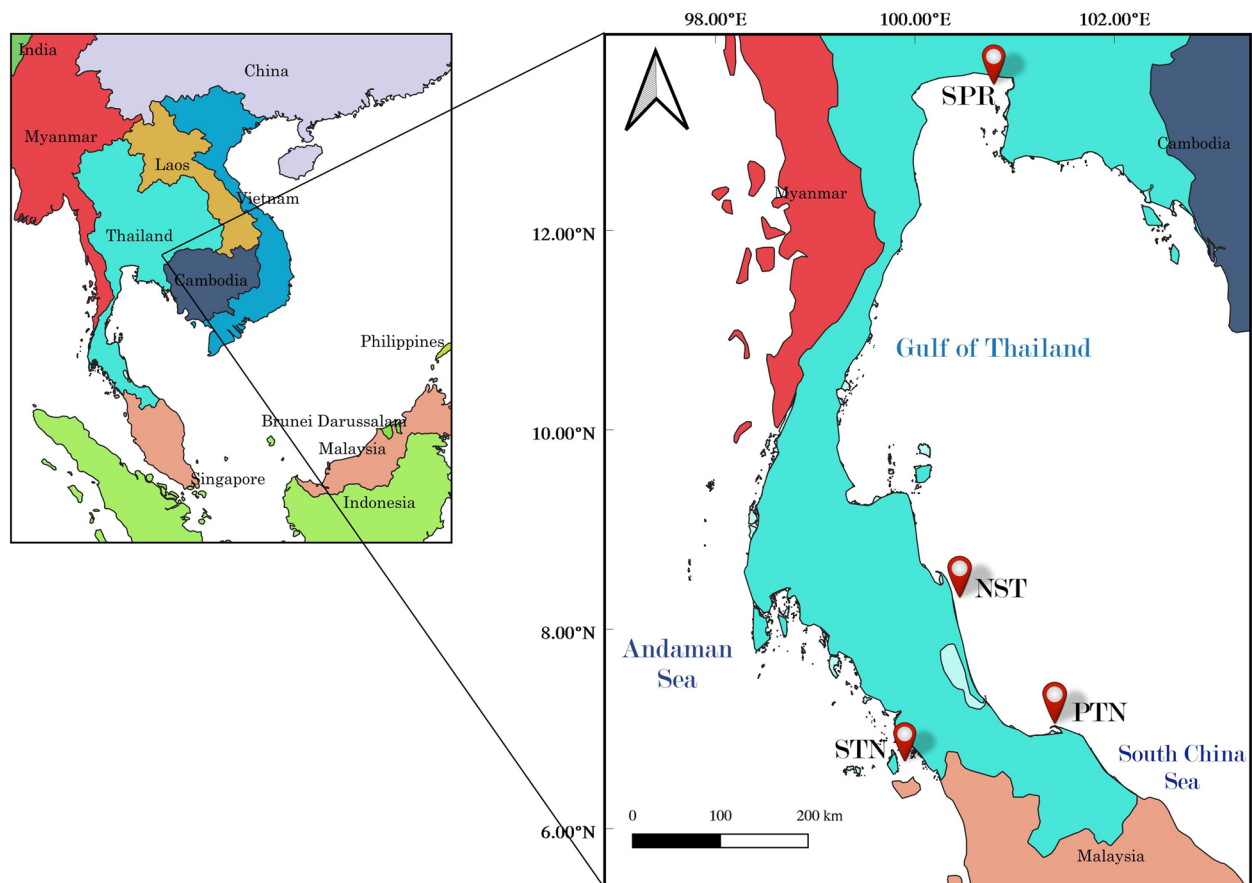 98.00°E
100.00°E
102.00°E
India
China
Myanmar
Laos
Vietnam
Thailand
Cambodia
Philippines
Brunei Darussalam
Malaysia
Singapore
Indonesia
SPR
Cambodia
Myanmar
12.00°N
Gulf of Thailand
10.00°N
NST
8.00°N
Andaman
Sea
PTN
STN
South China
Sea
0 100 200 km
6.00°N
Malaysia